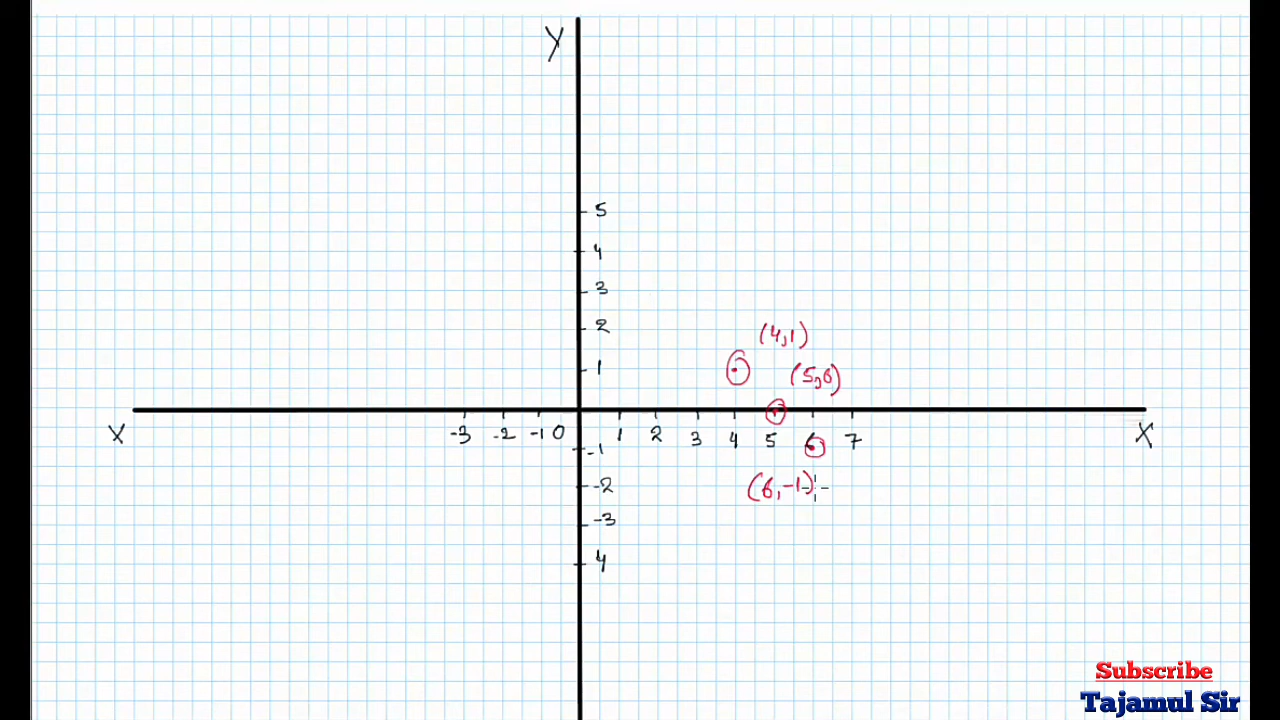 Y
5
4
3
2
(4,1)
1
(5,0)
X -3 -2 -1 0 1 2 3 4 5 6 7 X
-1
-2 (6,-1)
-3
4
Subscribe
Tajamul Sir